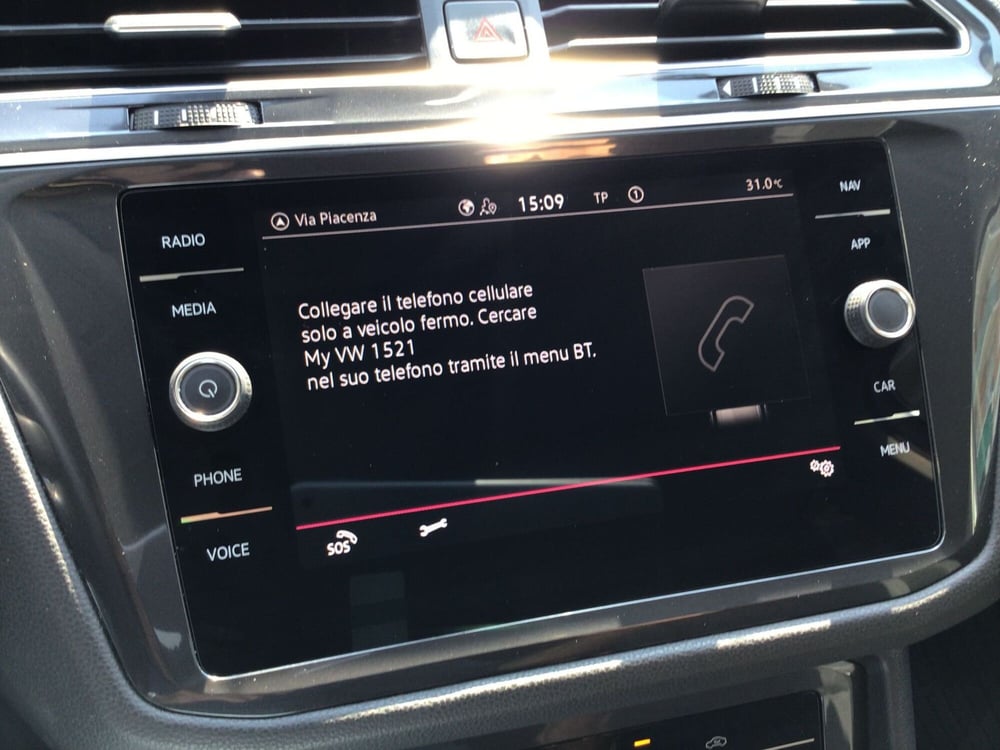 Via Piacenza 15:09 TP 1 31.0°C
RADIO
MEDIA
PHONE
VOICE
Collegare il telefono cellulare
solo a veicolo fermo. Cercare
My VW 1521
nel suo telefono tramite il menu BT.
SOS
NAV
APP
CAR
MENU